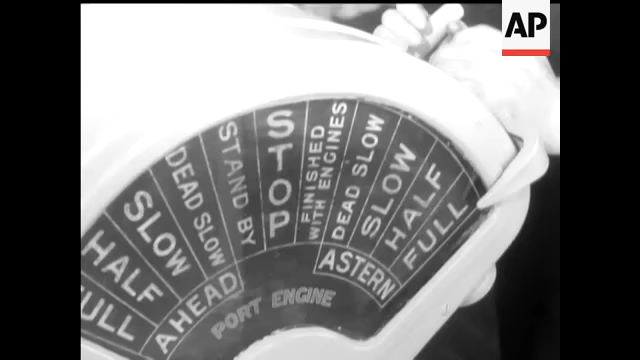 AP
FULL
HALF
SLOW
DEAD SLOW
STAND BY
STOP
FINISHED
WITH ENGINES
DEAD SLOW
SLOW
HALF
FULL
AHEAD
ASTERN
PORT ENGINE